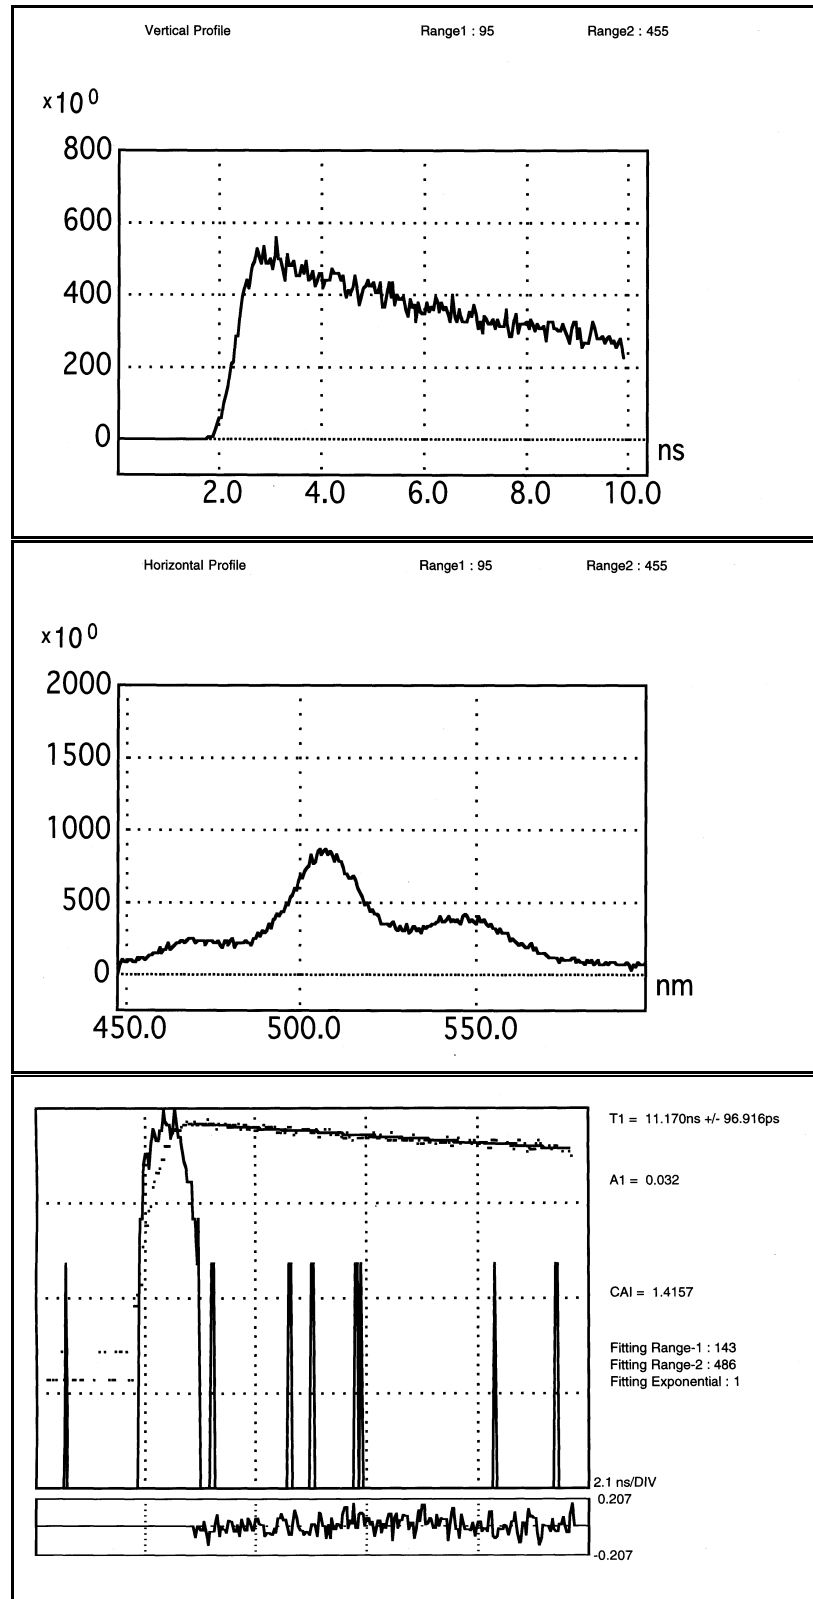 Vertical Profile Range1 : 95 Range2 : 455
x10⁰
800
600
400
200
0
ns
2.0 4.0 6.0 8.0 10.0
Horizontal Profile Range1 : 95 Range2 : 455
x10⁰
2000
1500
1000
500
0
nm
450.0 500.0 550.0
T1 = 11.170ns +/- 96.916ps
A1 = 0.032
CAI = 1.4157
Fitting Range-1 : 143
Fitting Range-2 : 486
Fitting Exponential : 1
2.1 ns/DIV
0.207
-0.207